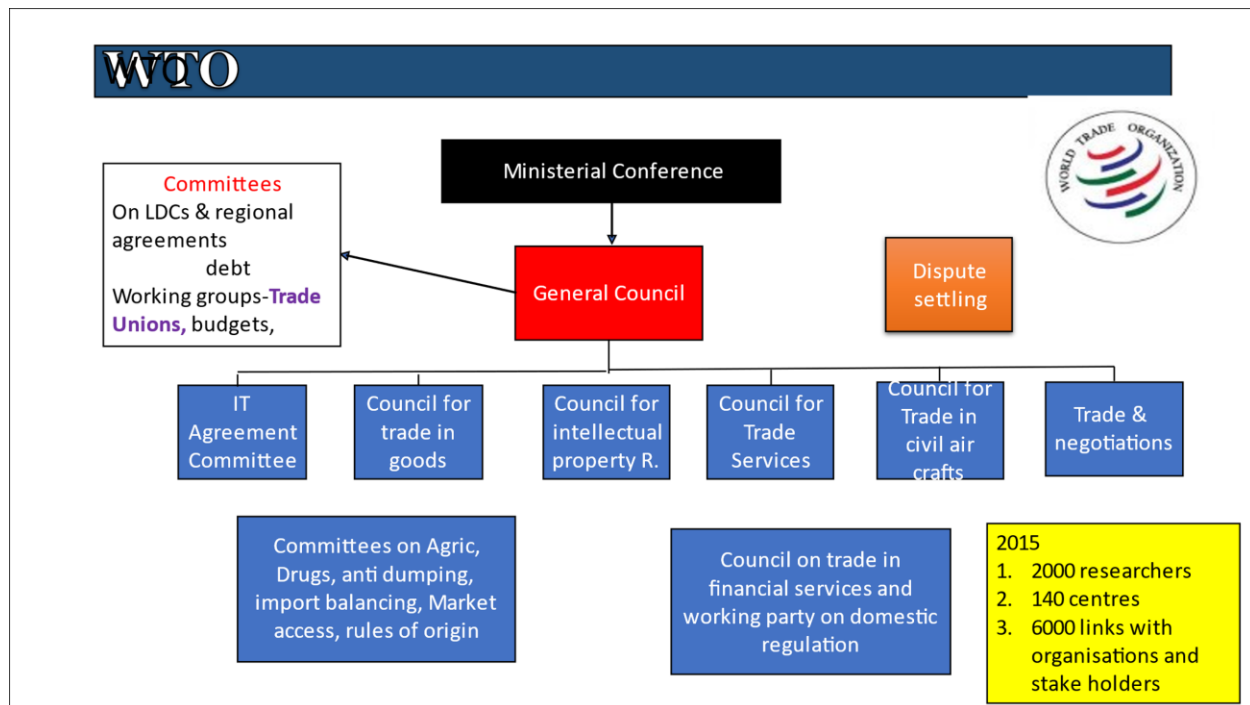 WTO
WTO
WORLD TRADE ORGANIZATION
Ministerial Conference
Committees
On LDCs & regional
agreements
debt
Working groups-Trade
Unions, budgets,
General Council
Dispute
settling
IT
Agreement
Committee
Council for
trade in
goods
Council for
intellectual
property R.
Council for
Trade
Services
Council for
Trade in
civil air
crafts
Trade &
negotiations
Committees on Agric,
Drugs, anti dumping,
import balancing, Market
access, rules of origin
Council on trade in
financial services and
working party on domestic
regulation
2015
1. 2000 researchers
2. 140 centres
3. 6000 links with
organisations and
stake holders